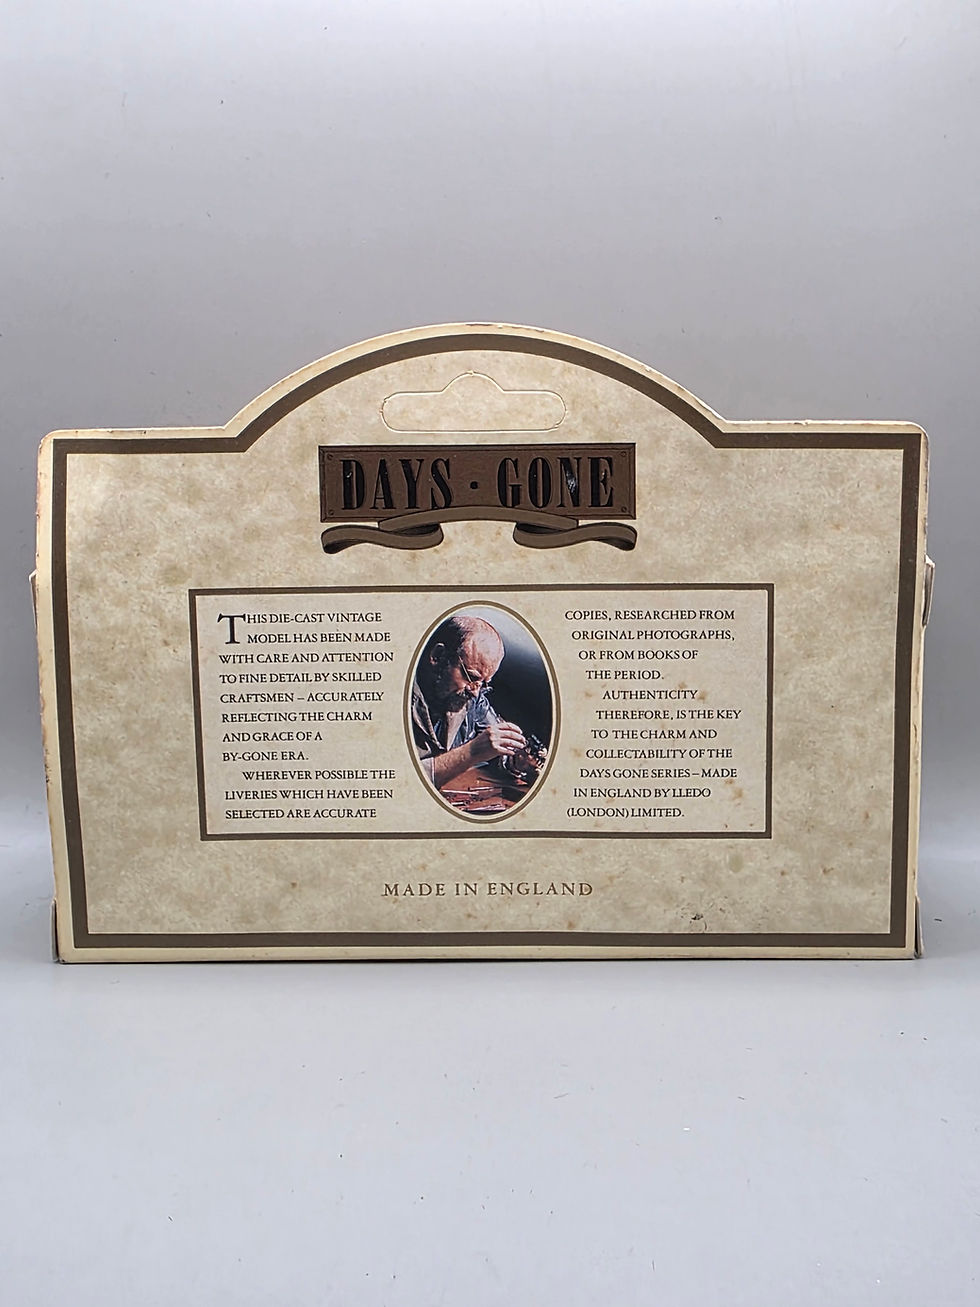 DAYS · GONE
THIS DIE-CAST VINTAGE
MODEL HAS BEEN MADE
WITH CARE AND ATTENTION
TO FINE DETAIL BY SKILLED
CRAFTSMEN – ACCURATELY
REFLECTING THE CHARM
AND GRACE OF A
BY-GONE ERA.
WHEREVER POSSIBLE THE
LIVERIES WHICH HAVE BEEN
SELECTED ARE ACCURATE
COPIES, RESEARCHED FROM
ORIGINAL PHOTOGRAPHS,
OR FROM BOOKS OF
THE PERIOD.
AUTHENTICITY
THEREFORE, IS THE KEY
TO THE CHARM AND
COLLECTABILITY OF THE
DAYS GONE SERIES – MADE
IN ENGLAND BY LLEDO
(LONDON) LIMITED.
MADE IN ENGLAND